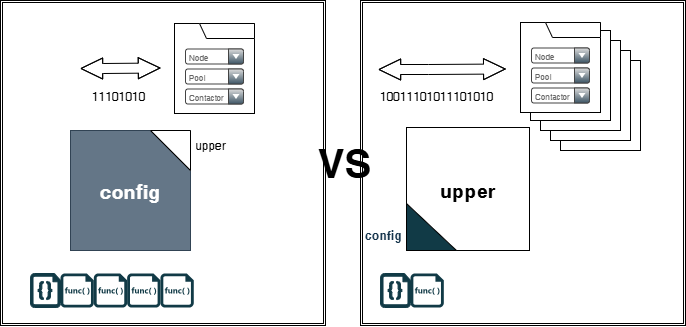 Node
Pool
Contactor
11101010
upper
config
{}
func( )
func( )
func( )
func( )
VS
Node
Pool
Contactor
10011101011101010
upper
config
{}
func( )